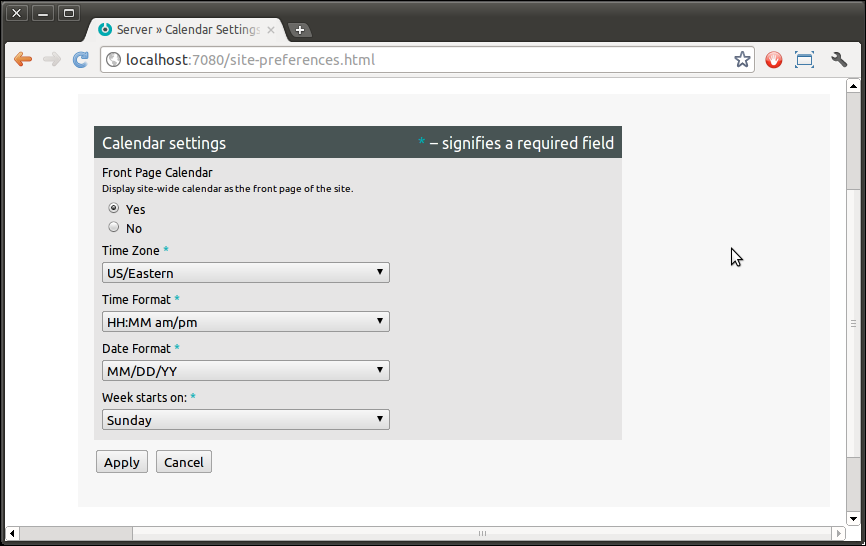 Server » Calendar Settings
localhost:7080/site-preferences.html
Calendar settings
* – signifies a required field
Front Page Calendar
Display site-wide calendar as the front page of the site.
Yes
No
Time Zone *
US/Eastern
Time Format *
HH:MM am/pm
Date Format *
MM/DD/YY
Week starts on: *
Sunday
Apply Cancel